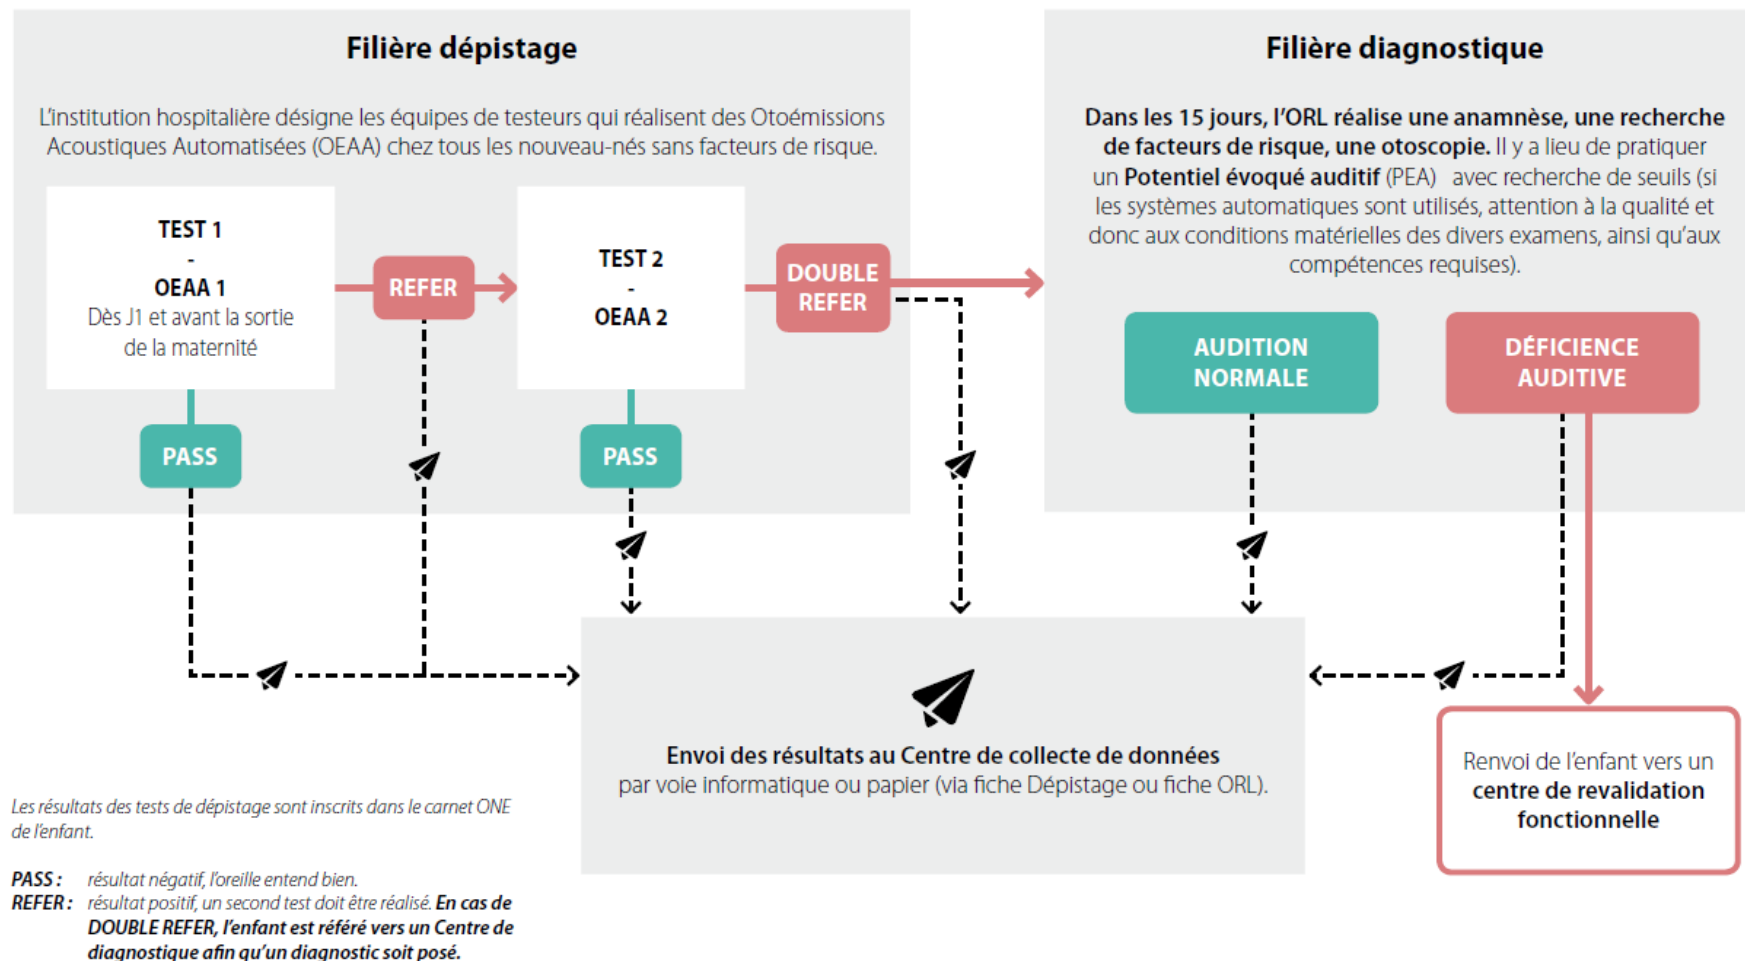 Filière dépistage
L'institution hospitalière désigne les équipes de testeurs qui réalisent des Otoémissions
Acoustiques Automatisées (OEAA) chez tous les nouveau-nés sans facteurs de risque.
TEST 1
-
OEAA 1
Dès J1 et avant la sortie
de la maternité
REFER
TEST 2
-
OEAA 2
DOUBLE
REFER
PASS
PASS
Filière diagnostique
Dans les 15 jours, l'ORL réalise une anamnèse, une recherche
de facteurs de risque, une otoscopie. Il y a lieu de pratiquer
un Potentiel évoqué auditif (PEA) avec recherche de seuils (si
les systèmes automatiques sont utilisés, attention à la qualité et
donc aux conditions matérielles des divers examens, ainsi qu'aux
compétences requises).
AUDITION
NORMALE
DÉFICIENCE
AUDITIVE
Envoi des résultats au Centre de collecte de données
par voie informatique ou papier (via fiche Dépistage ou fiche ORL).
Renvoi de l'enfant vers un
centre de revalidation
fonctionnelle
Les résultats des tests de dépistage sont inscrits dans le carnet ONE
de l'enfant.
PASS : résultat négatif, l'oreille entend bien.
REFER : résultat positif, un second test doit être réalisé. En cas de
DOUBLE REFER, l'enfant est référé vers un Centre de
diagnostique afin qu'un diagnostic soit posé.